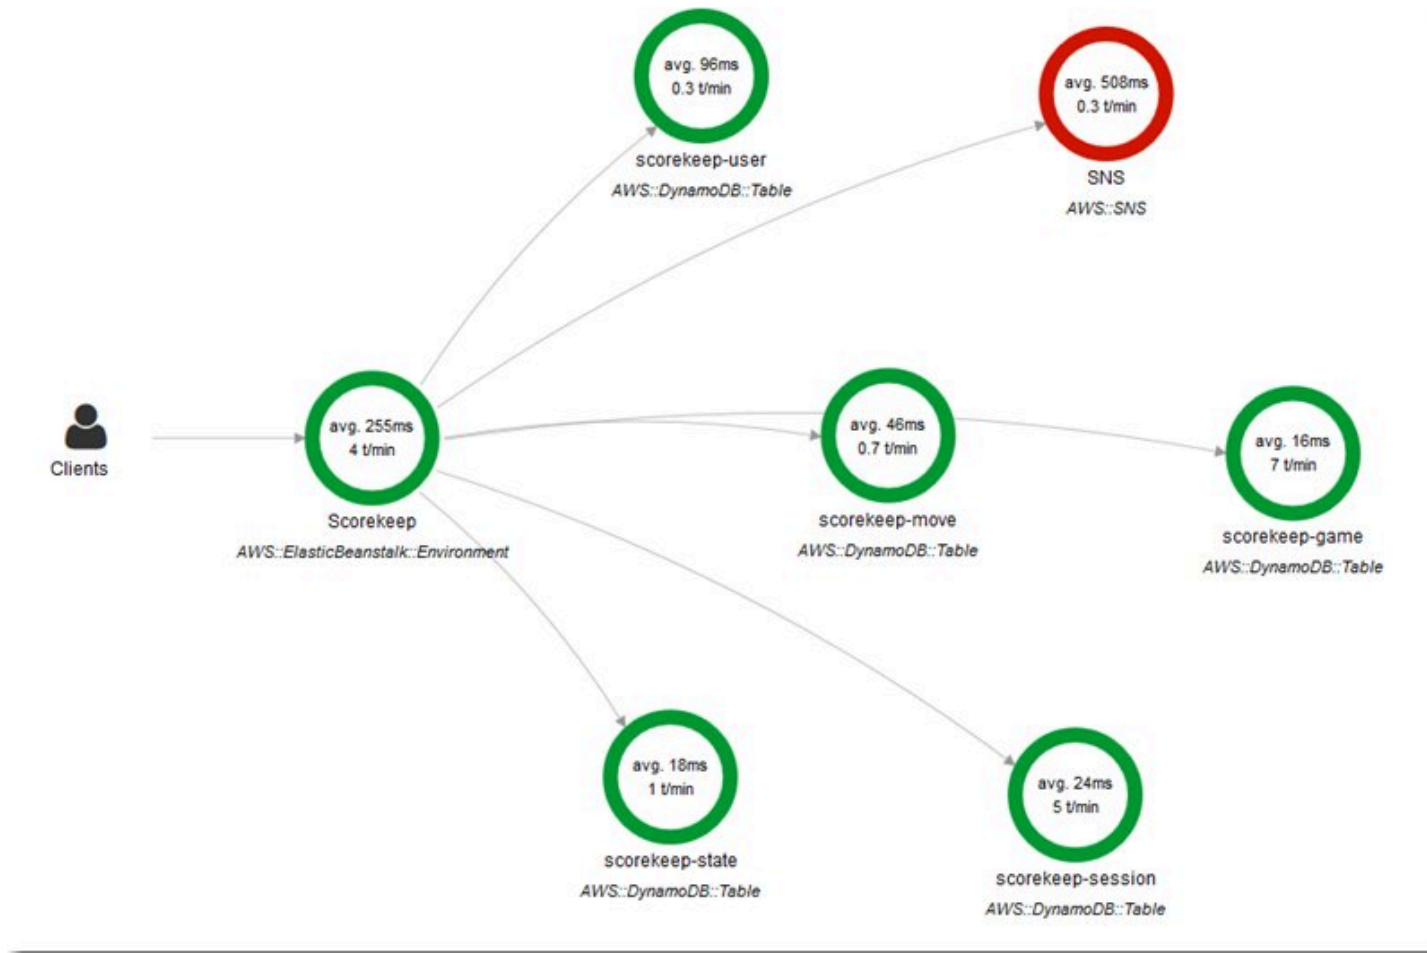 avg. 96ms
0.3 t/min
scorekeep-user
AWS::DynamoDB::Table
avg. 508ms
0.3 t/min
SNS
AWS::SNS
Clients
avg. 255ms
4 t/min
Scorekeep
AWS::ElasticBeanstalk::Environment
avg. 46ms
0.7 t/min
scorekeep-move
AWS::DynamoDB::Table
avg. 16ms
7 t/min
scorekeep-game
AWS::DynamoDB::Table
avg. 18ms
1 t/min
scorekeep-state
AWS::DynamoDB::Table
avg. 24ms
5 t/min
scorekeep-session
AWS::DynamoDB::Table